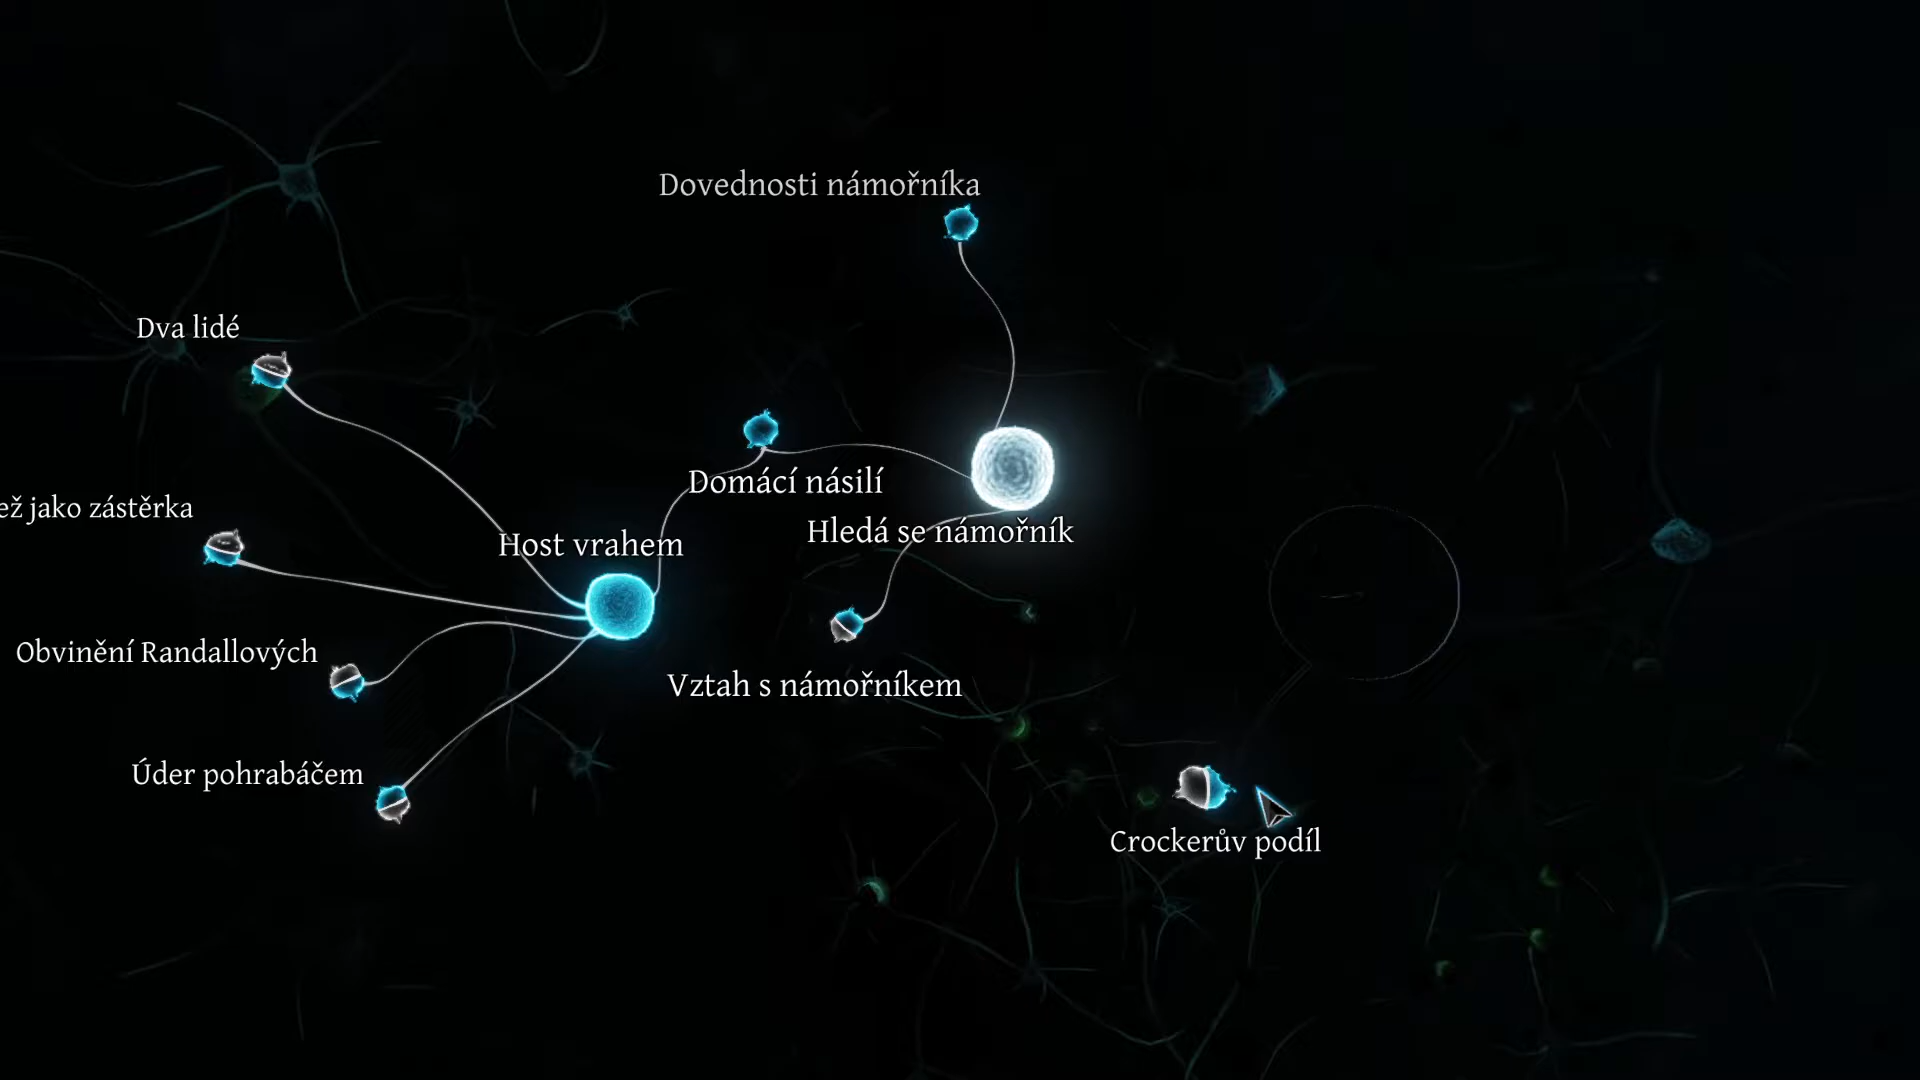 Dovednosti námořníka
Dva lidé
Domácí násilí
jako zástěrka
Hledá se námořník
Host vrahem
Obvinění Randallových
Vztah s námořníkem
Úder pohrabáčem
Crockerův podíl